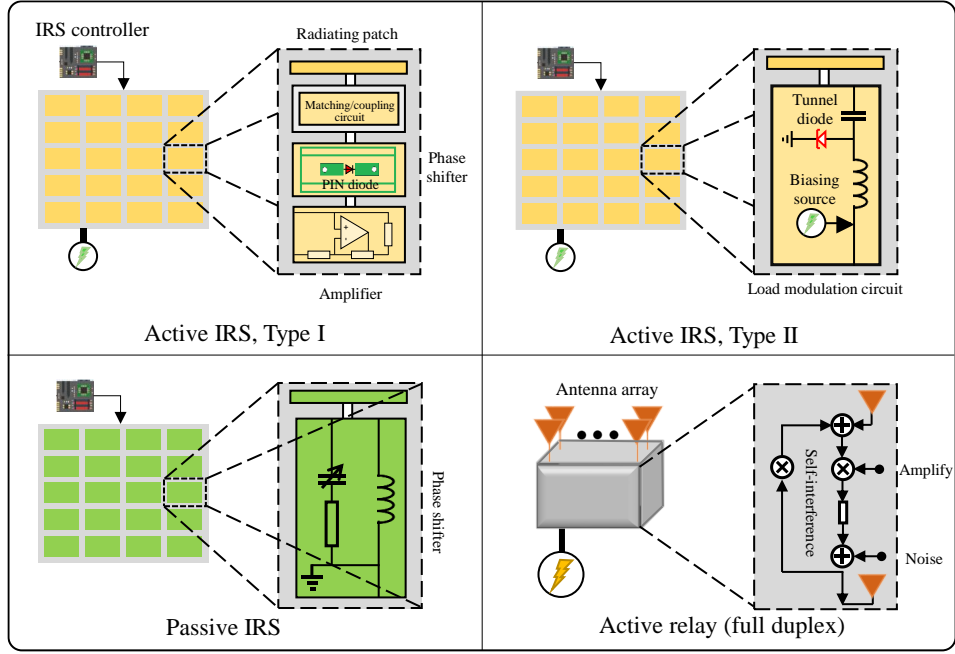 IRS controller
Radiating patch
Matching/coupling
circuit
PIN diode
Phase
shifter
+
-
Amplifier
Active IRS, Type I
IRS controller
Tunnel
diode
Biasing
source
Load modulation circuit
Active IRS, Type II
Phase shifter
Passive IRS
Antenna array
Self-interference
Amplify
Noise
Active relay (full duplex)